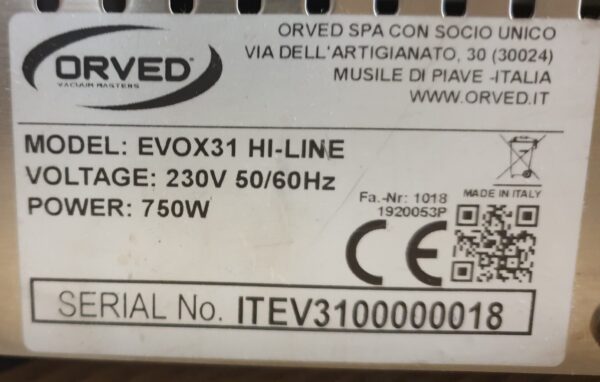 ORVED
VACUUM MASTERS
ORVED SPA CON SOCIO UNICO
VIA DELL'ARTIGIANATO, 30 (30024)
MUSILE DI PIAVE -ITALIA
WWW.ORVED.IT
MODEL: EVOX31 HI-LINE
VOLTAGE: 230V 50/60Hz
POWER: 750W
Fa.-Nr: 1018
1920053P
MADE IN ITALY
CE
SERIAL No. ITEV3100000018